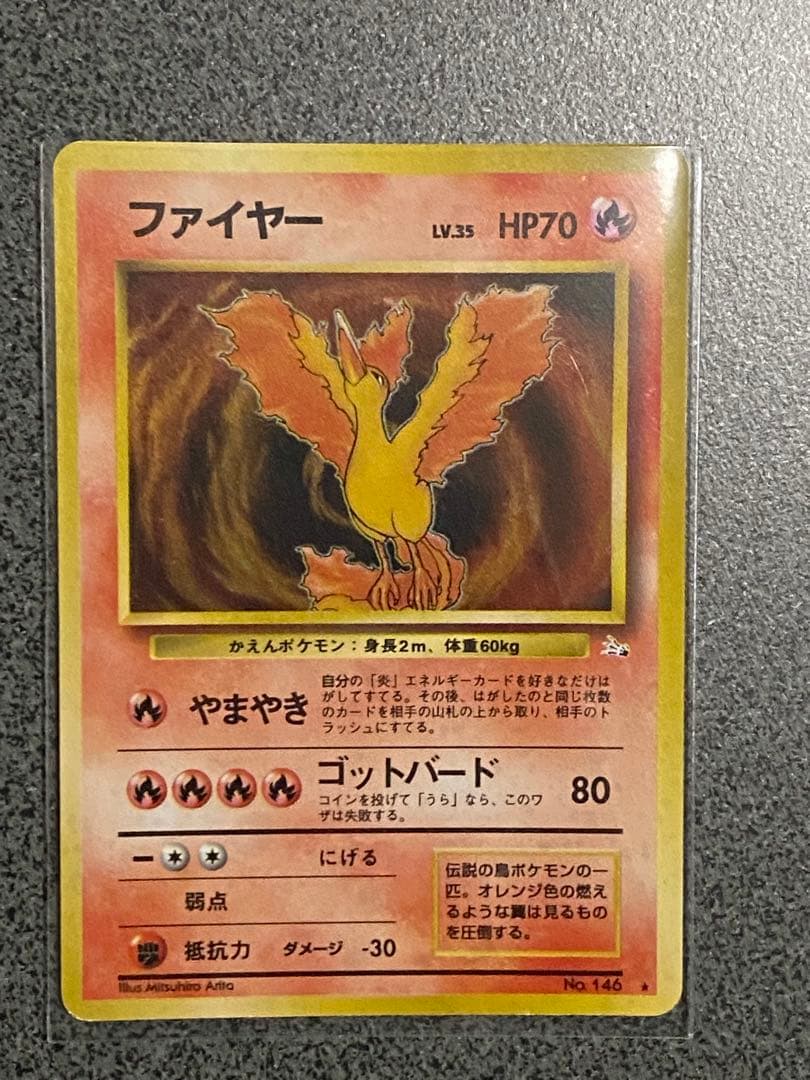 ファイヤー LV.35 HP70
かえんポケモン：身長2m、体重60kg
やまやき
自分の「炎」エネルギーカードを好きなだけは
がしてすてる。その後、はがしたのと同じ枚数
のカードを相手の山札の上から取り、相手のト
ラッシュにすてる。
ゴットバード 80
コインを投げて「うら」なら、このワ
ザは失敗する。
ー にげる
弱点
抵抗力 ダメージ -30
伝説の鳥ポケモンの一
匹。オレンジ色の燃え
るような翼は見るもの
を圧倒する。
Illus Mitsuhiro Arita
No. 146 ★